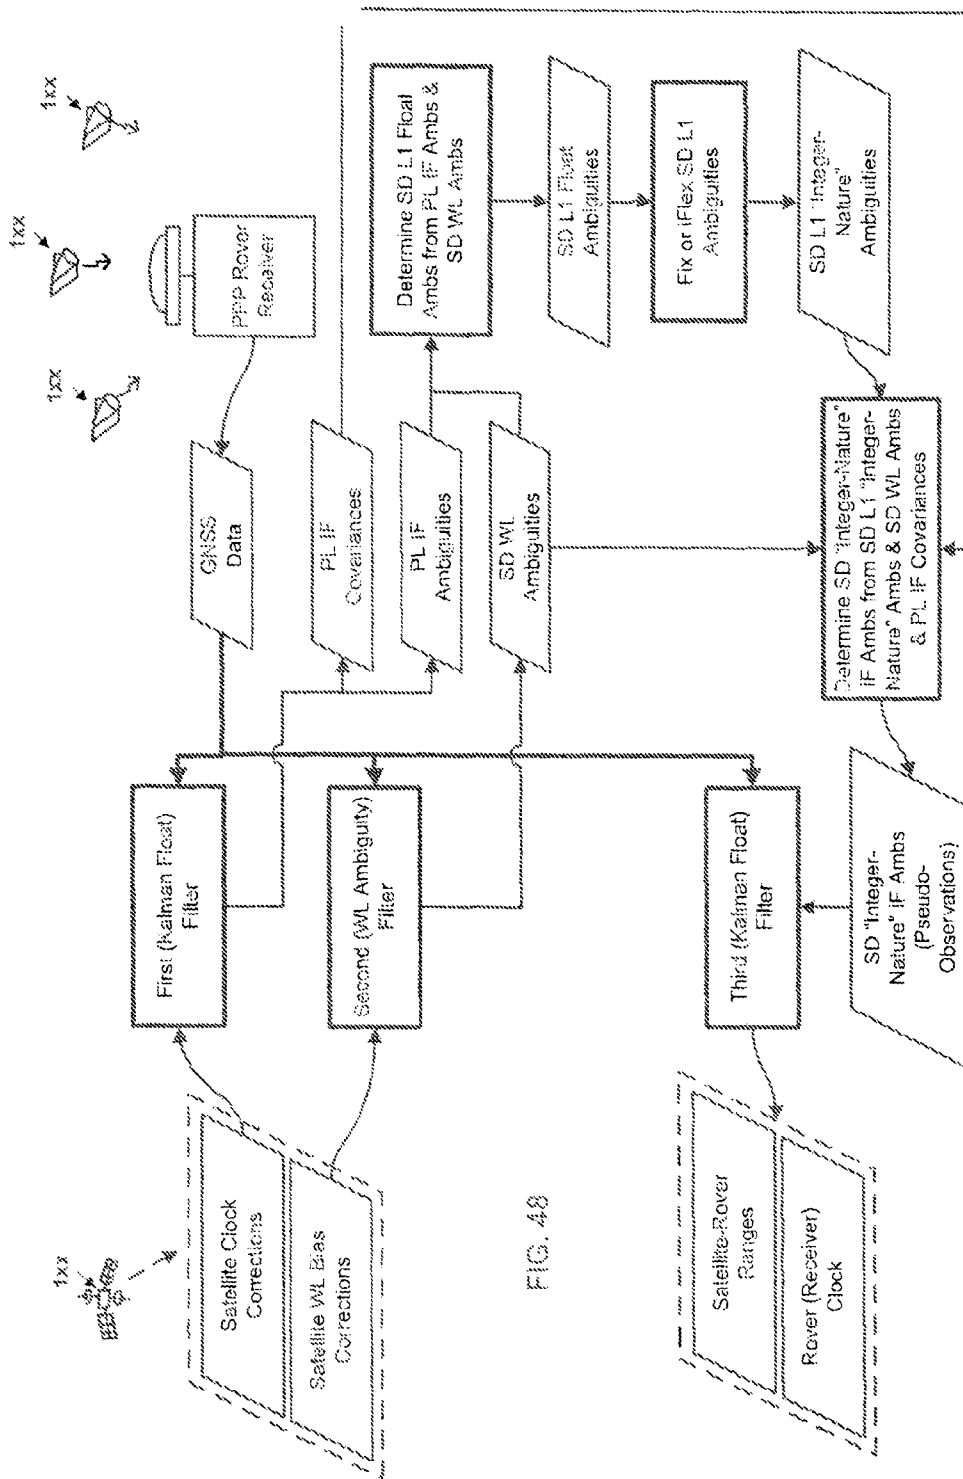 1xx
1xx
1xx
1xx
Satellite Clock
Corrections
Satellite WL Bias
Corrections
First (Kalman Float)
Filter
Second (WL Ambiguity)
Filter
GNSS
Data
PPP Rover
Receiver
PL IF
Covariances
PL IF
Ambiguities
SD WL
Ambiguities
Determine SD L1 Float
Ambs from PL IF Ambs &
SD WL Ambs
SD L1 Float
Ambiguities
Fix or iFlex SD L1
Ambiguities
SD L1 "Integer-
Nature"
Ambiguities
Determine SD "Integer-Nature"
IF Ambs from SD L1 "Integer-
Nature" Ambs & SD WL Ambs
& PL IF Covariances
SD "Integer-
Nature" IF Ambs
(Pseudo-
Observations)
Third (Kalman Float)
Filter
Satellite-Rover
Ranges
Rover (Receiver)
Clock
FIG. 48